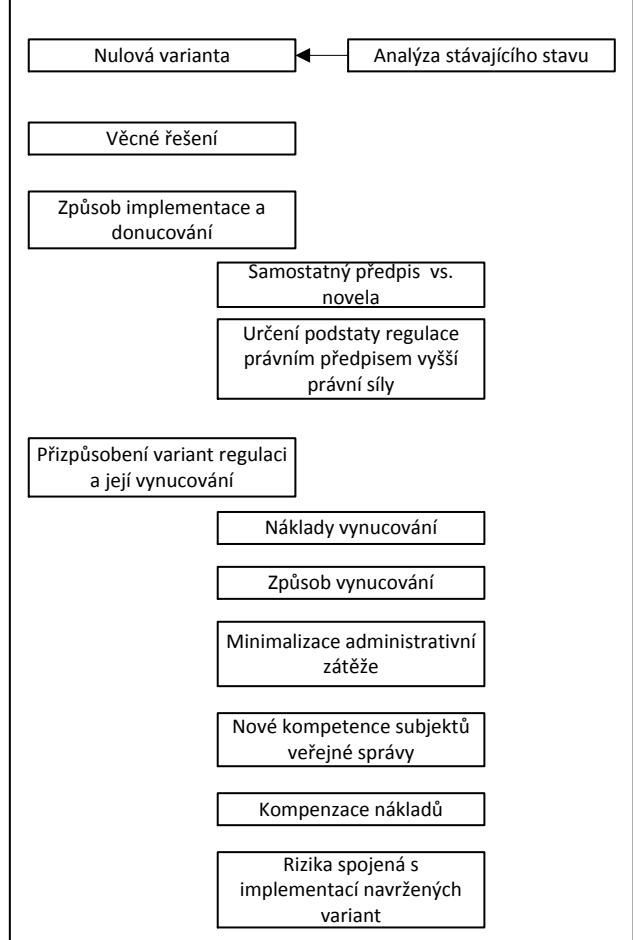 Nulová varianta
Analýza stávajícího stavu
Věcné řešení
Způsob implementace a
donucování
Samostatný předpis vs.
novela
Určení podstaty regulace
právním předpisem vyšší
právní síly
Přizpůsobení variant regulaci
a její vynucování
Náklady vynucování
Způsob vynucování
Minimalizace administrativní
zátěže
Nové kompetence subjektů
veřejné správy
Kompenzace nákladů
Rizika spojená s
implementací navržených
variant